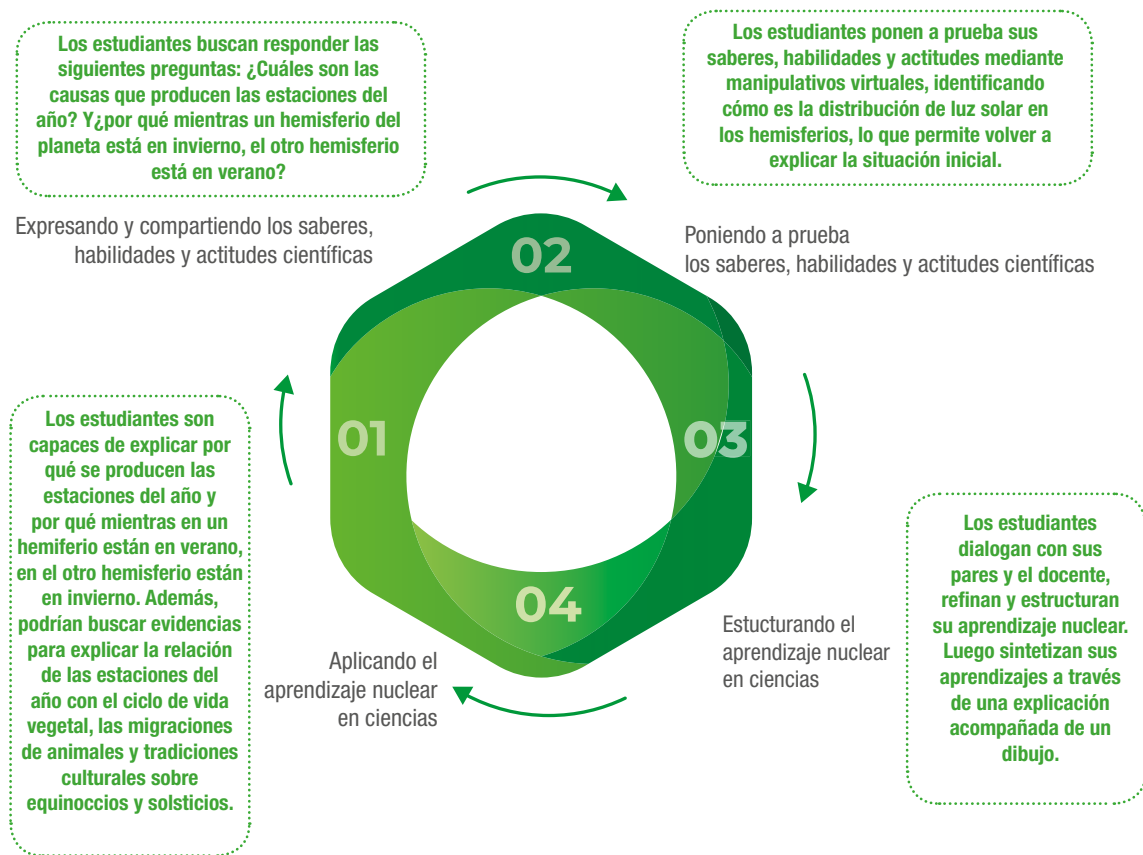 Los estudiantes buscan responder las
siguientes preguntas: ¿Cuáles son las
causas que producen las estaciones del
año? Y¿por qué mientras un hemisferio del
planeta está en invierno, el otro hemisferio
está en verano?
Expresando y compartiendo los saberes,
habilidades y actitudes científicas
Los estudiantes ponen a prueba sus
saberes, habilidades y actitudes mediante
manipulativos virtuales, identificando
cómo es la distribución de luz solar en
los hemisferios, lo que permite volver a
explicar la situación inicial.
Poniendo a prueba
los saberes, habilidades y actitudes científicas
02
01
03
04
Los estudiantes
dialogan con sus
pares y el docente,
refinan y estructuran
su aprendizaje nuclear.
Luego sintetizan sus
aprendizajes a través
de una explicación
acompañada de un
dibujo.
Estucturando el
aprendizaje nuclear
en ciencias
Aplicando el
aprendizaje nuclear
en ciencias
Los estudiantes son
capaces de explicar por
qué se producen las
estaciones del año y
por qué mientras en un
hemiferio están en verano,
en el otro hemisferio están
en invierno. Además,
podrían buscar evidencias
para explicar la relación
de las estaciones del
año con el ciclo de vida
vegetal, las migraciones
de animales y tradiciones
culturales sobre
equinoccios y solsticios.